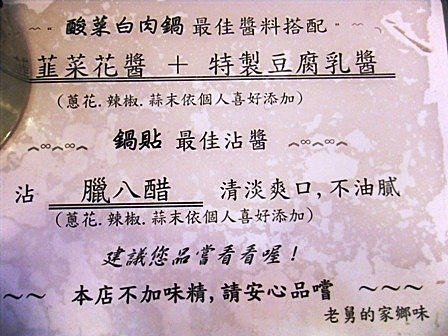 酸菜白肉鍋 最佳醬料搭配
韮菜花醬 ＋ 特製豆腐乳醬
(蔥花.辣椒.蒜末依個人喜好添加)
鍋貼 最佳沾醬
沾 臘八醋 清淡爽口,不油膩
(蔥花.辣椒.蒜末依個人喜好添加)
建議您品嘗看看喔!
～～ 本店不加味精,請安心品嚐 ～～～
老舅的家鄉味